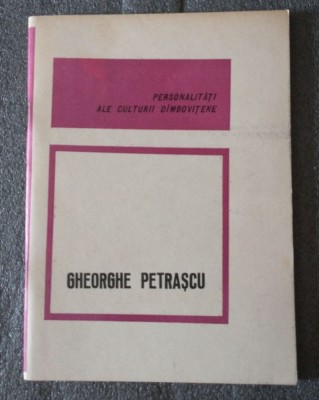 PERSONALITĂȚI
ALE CULTURII DÎMBOVIȚENE
GHEORGHE PETRAȘCU